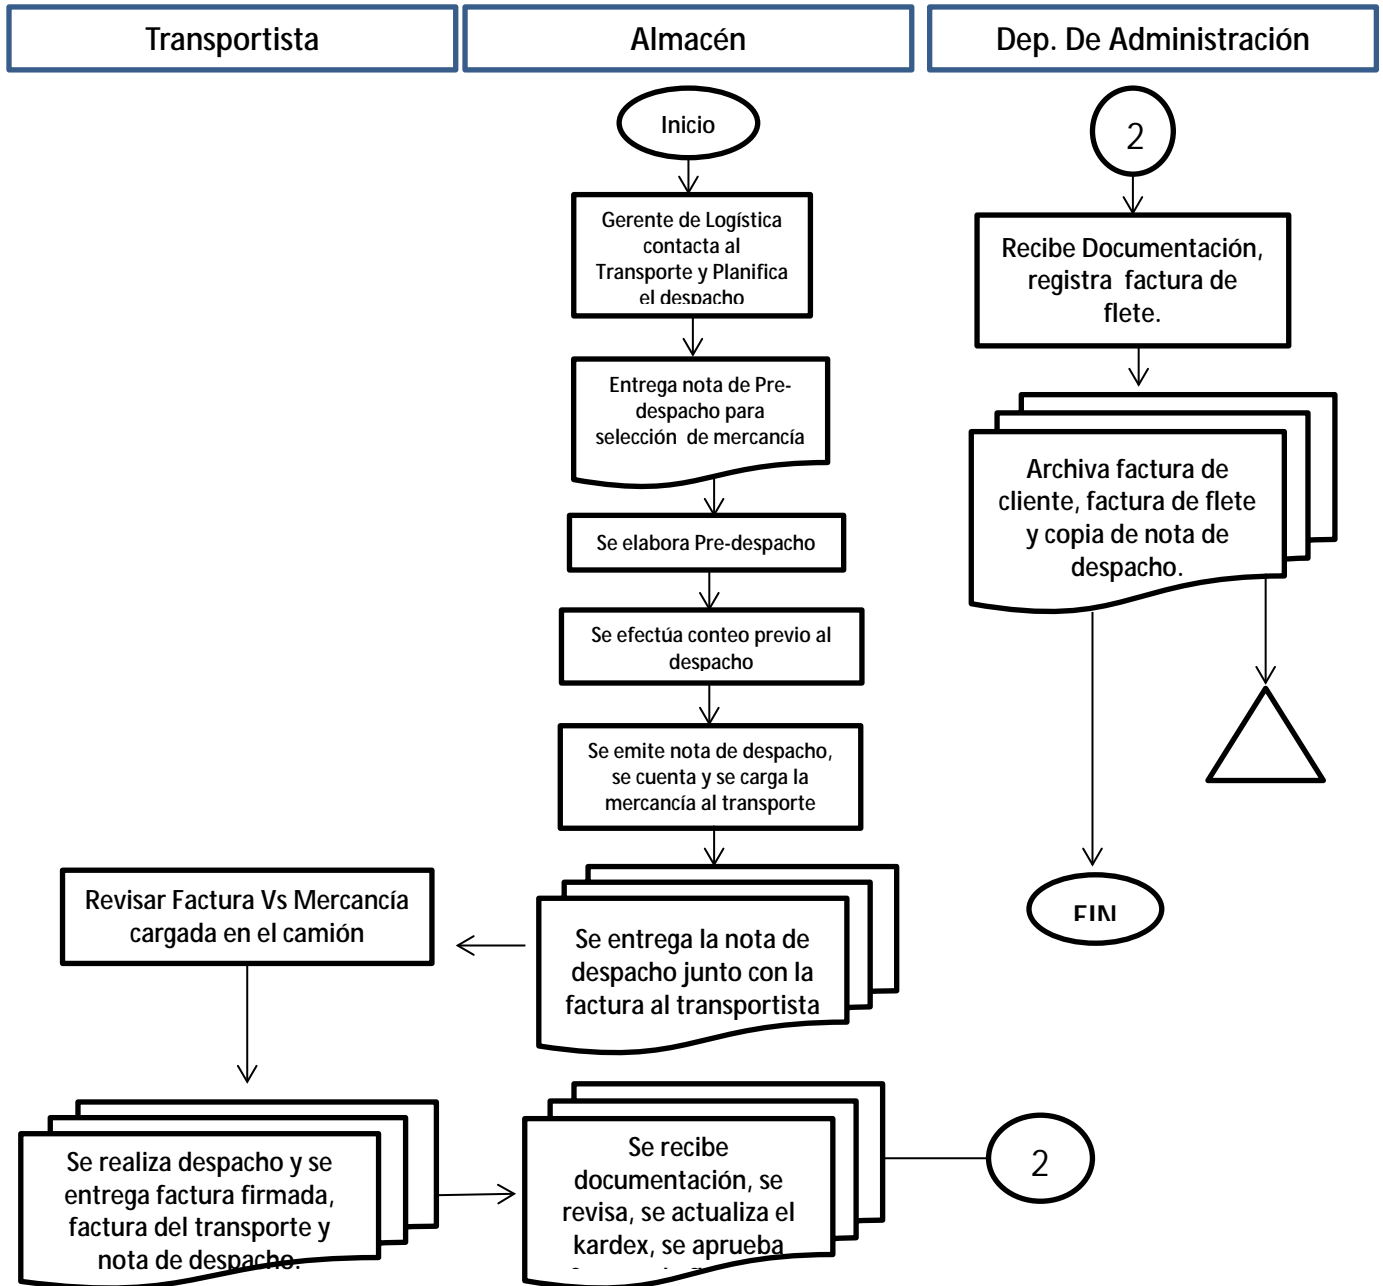 Transportista
Almacén
Dep. De Administración
Inicio
Gerente de Logística
contacta al
Transporte y Planifica
el despacho
Entrega nota de Pre-
despacho para
selección de mercancía
Se elabora Pre-despacho
Se efectúa conteo previo al
despacho
Se emite nota de despacho,
se cuenta y se carga la
mercancía al transporte
Se entrega la nota de
despacho junto con la
factura al transportista
Revisar Factura Vs Mercancía
cargada en el camión
Se realiza despacho y se
entrega factura firmada,
factura del transporte y
nota de despacho.
Se recibe
documentación, se
revisa, se actualiza el
kardex, se aprueba
2
2
Recibe Documentación,
registra factura de
flete.
Archiva factura de
cliente, factura de flete
y copia de nota de
despacho.
FIN